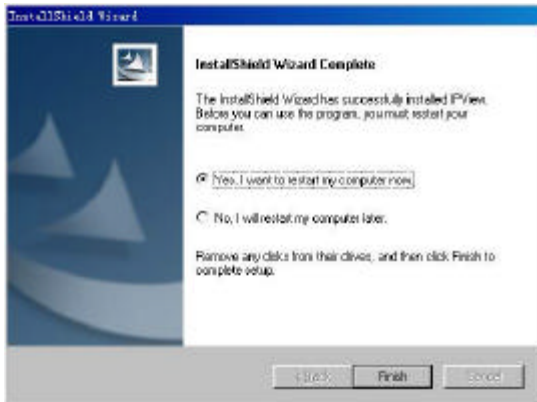 InstallShield Wizard
InstallShield Wizard Complete
The InstallShield Wizard has successfully installed IPView.
Before you can use the program, you must restart your
computer.
Yes, I want to restart my computer now.
No, I will restart my computer later.
Remove any disks from their drives, and then click Finish to
complete setup.
< Back
Finish
Cancel